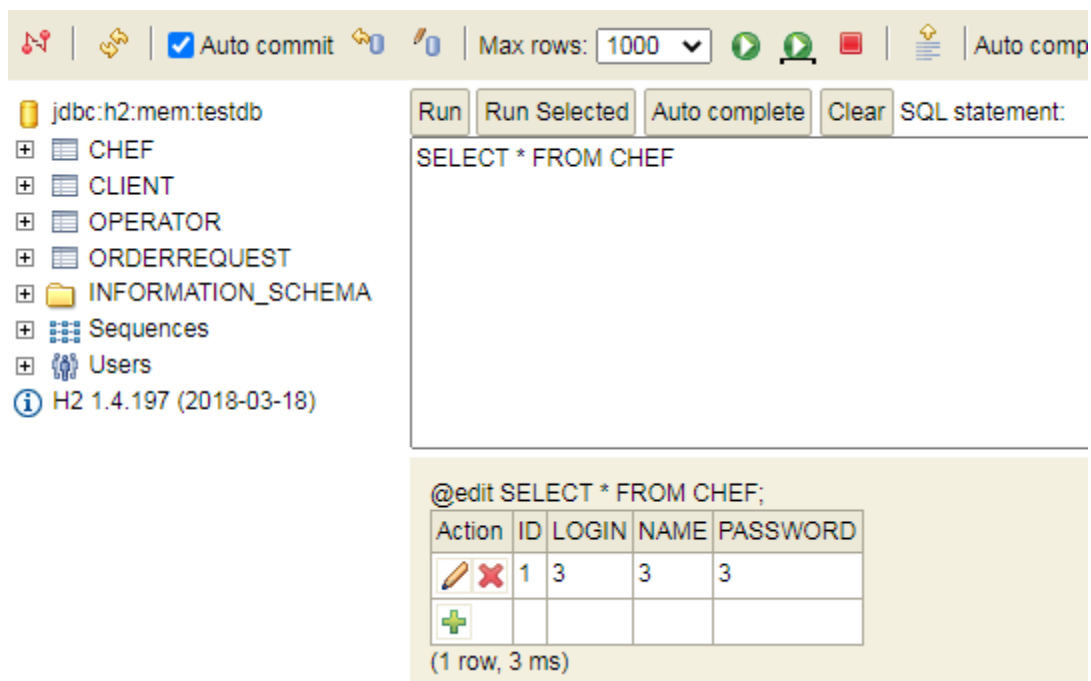 Auto commit Max rows: 1000 Auto comp
jdbc:h2:mem:testdb
CHEF
CLIENT
OPERATOR
ORDERREQUEST
INFORMATION_SCHEMA
Sequences
Users
H2 1.4.197 (2018-03-18)
Run Run Selected Auto complete Clear SQL statement:
SELECT * FROM CHEF
@edit SELECT * FROM CHEF;
Action ID LOGIN NAME PASSWORD
1 3 3 3
(1 row, 3 ms)